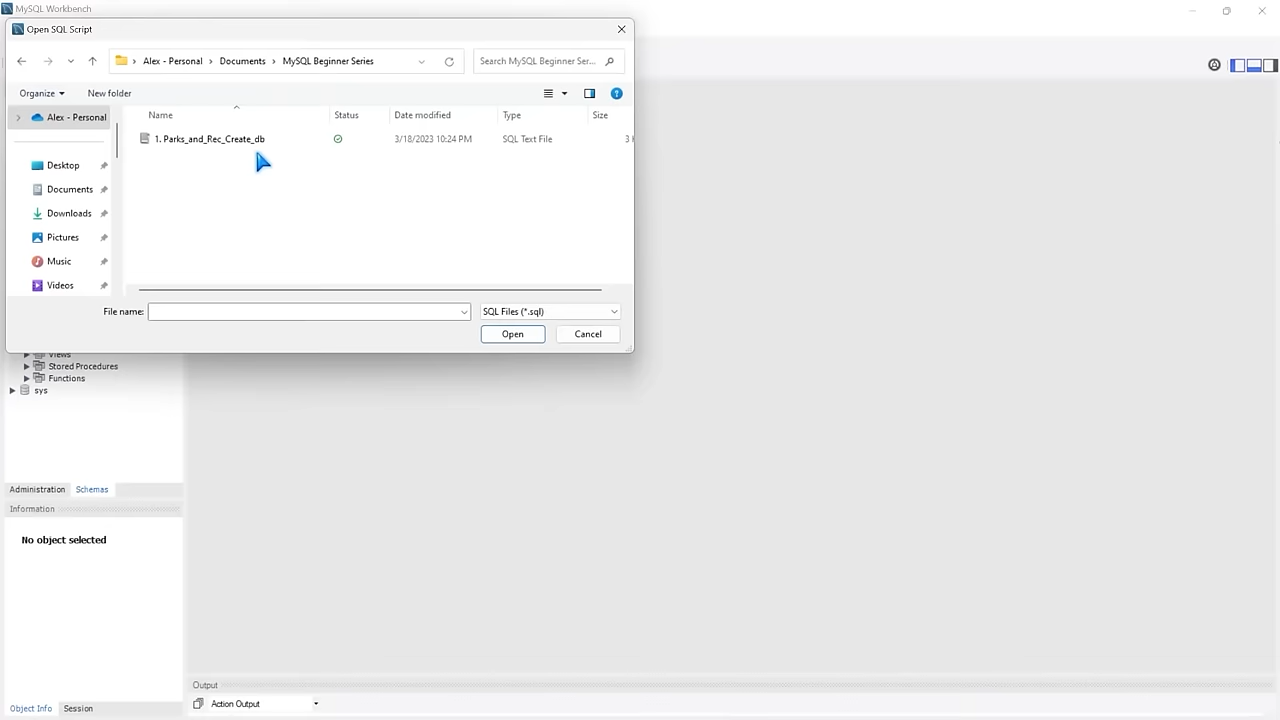 MySQL Workbench
Open SQL Script
Alex - Personal > Documents > MySQL Beginner Series
Search MySQL Beginner Ser...
Organize
New folder
Alex - Personal
Name
Status
Date modified
Type
Size
1. Parks_and_Rec_Create_db
3/18/2023 10:24 PM
SQL Text File
3
Desktop
Documents
Downloads
Pictures
Music
Videos
File name:
SQL Files (*.sql)
Open
Cancel
Views
Stored Procedures
Functions
sys
Administration
Schemas
Information
No object selected
Output
Action Output
Object Info
Session